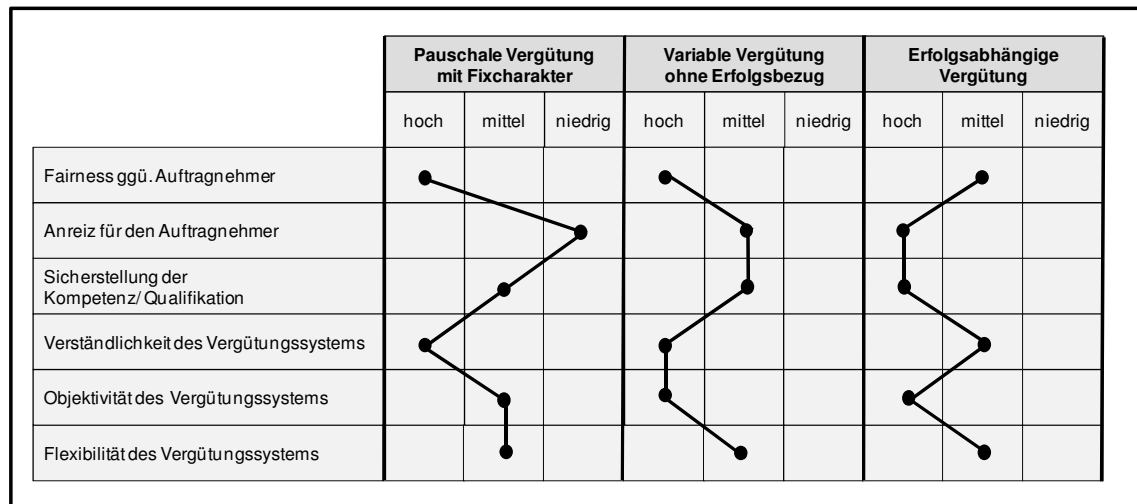 Pauschale Vergütung
mit Fixcharakter
Variable Vergütung
ohne Erfolgsbezug
Erfolgsabhängige
Vergütung
hoch mittel niedrig hoch mittel niedrig hoch mittel niedrig
Fairness ggü. Auftragnehmer
Anreiz für den Auftragnehmer
Sicherstellung der
Kompetenz/ Qualifikation
Verständlichkeit des Vergütungssystems
Objektivität des Vergütungssystems
Flexibilität des Vergütungssystems